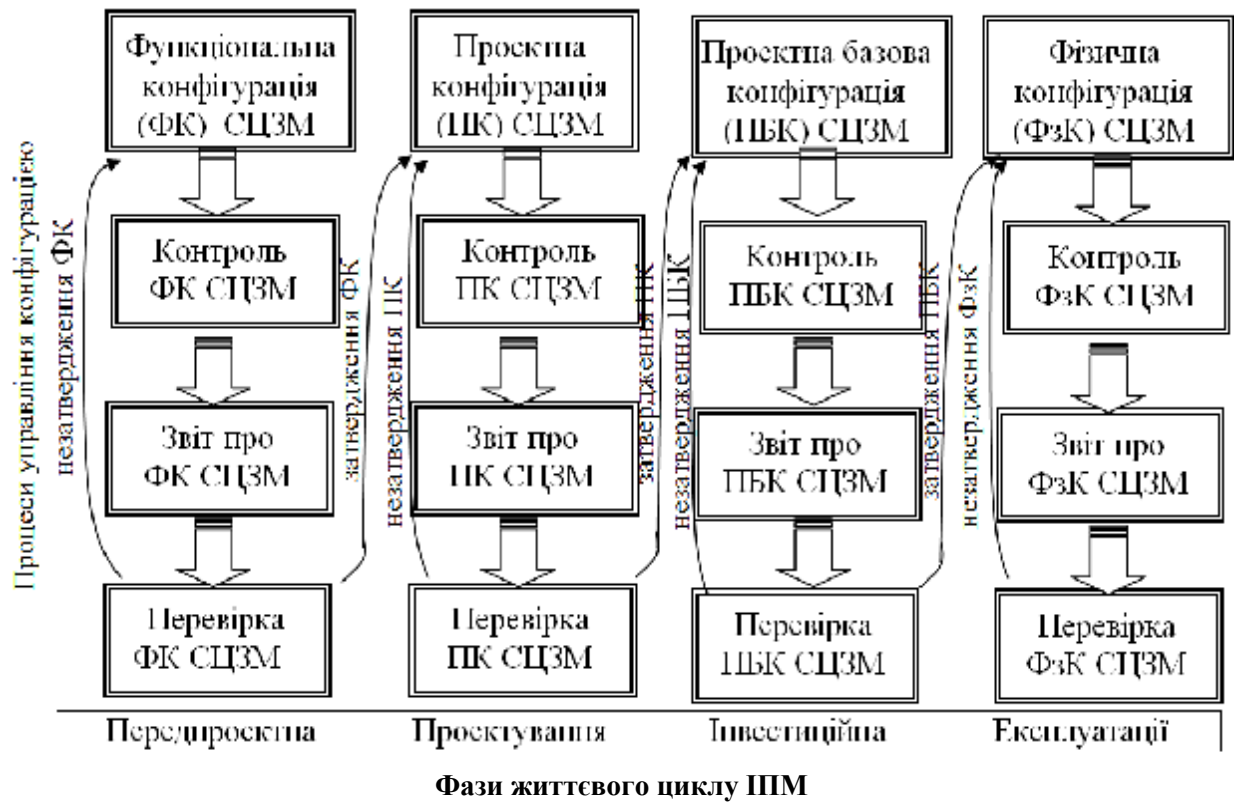 Функціональна
конфігурація
(ФК) СЦЗМ
Проектна
конфігурація
(ПК) СЦЗМ
Проектна базова
конфігурація
(ПБК) СЦЗМ
Фізична
конфігурація
(ФзК) СЦЗМ
Процеси управління конфігурацією
незатвердження ФК
затвердження ФК
незатвердження ПК
затвердження ПК
незатвердження ПБК
затвердження ПБК
незатвердження ФзК
Контроль
ФК СЦЗМ
Контроль
ПК СЦЗМ
Контроль
ПБК СЦЗМ
Контроль
ФзК СЦЗМ
Звіт про
ФК СЦЗМ
Звіт про
ПК СЦЗМ
Звіт про
ПБК СЦЗМ
Звіт про
ФзК СЦЗМ
Перевірка
ФК СЦЗМ
Перевірка
ПК СЦЗМ
Перевірка
ПБК СЦЗМ
Перевірка
ФзК СЦЗМ
Передпроектна
Проектування
Інвестиційна
Експлуатації
Фази життєвого циклу ІПМ